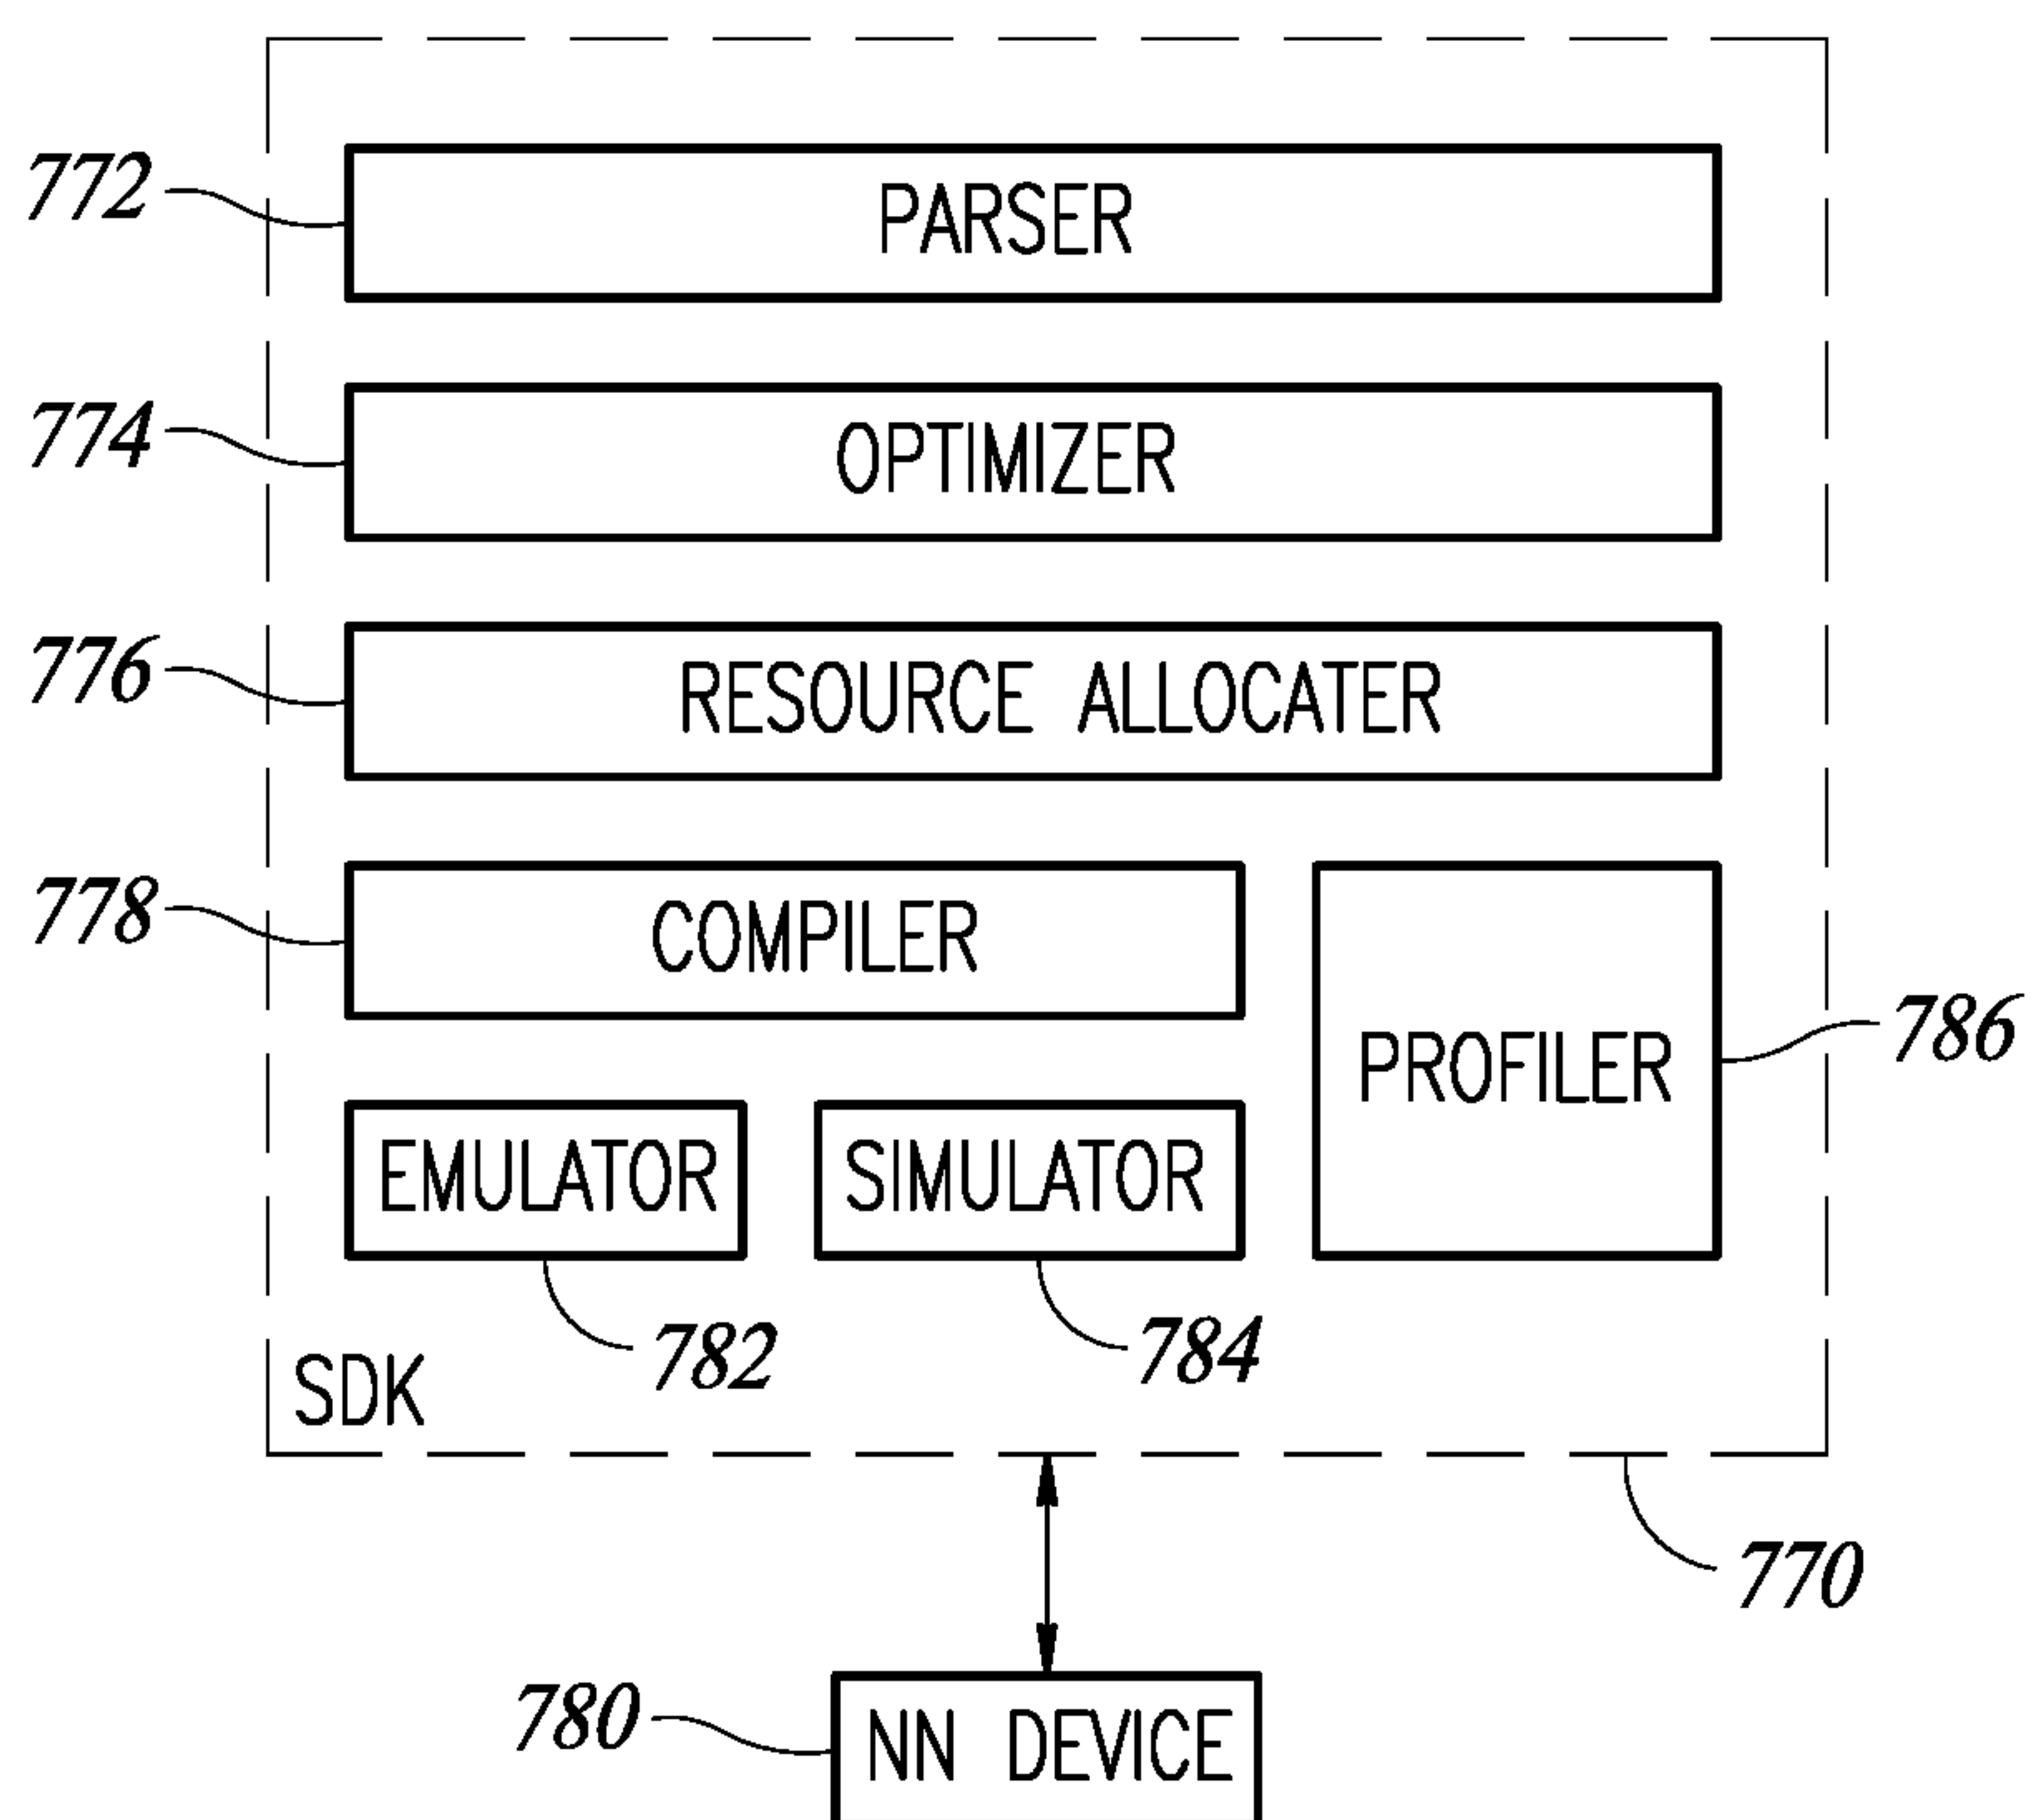 772
PARSER
774
OPTIMIZER
776
RESOURCE ALLOCATER
778
COMPILER
PROFILER
786
EMULATOR
SIMULATOR
782
784
SDK
770
780
NN DEVICE